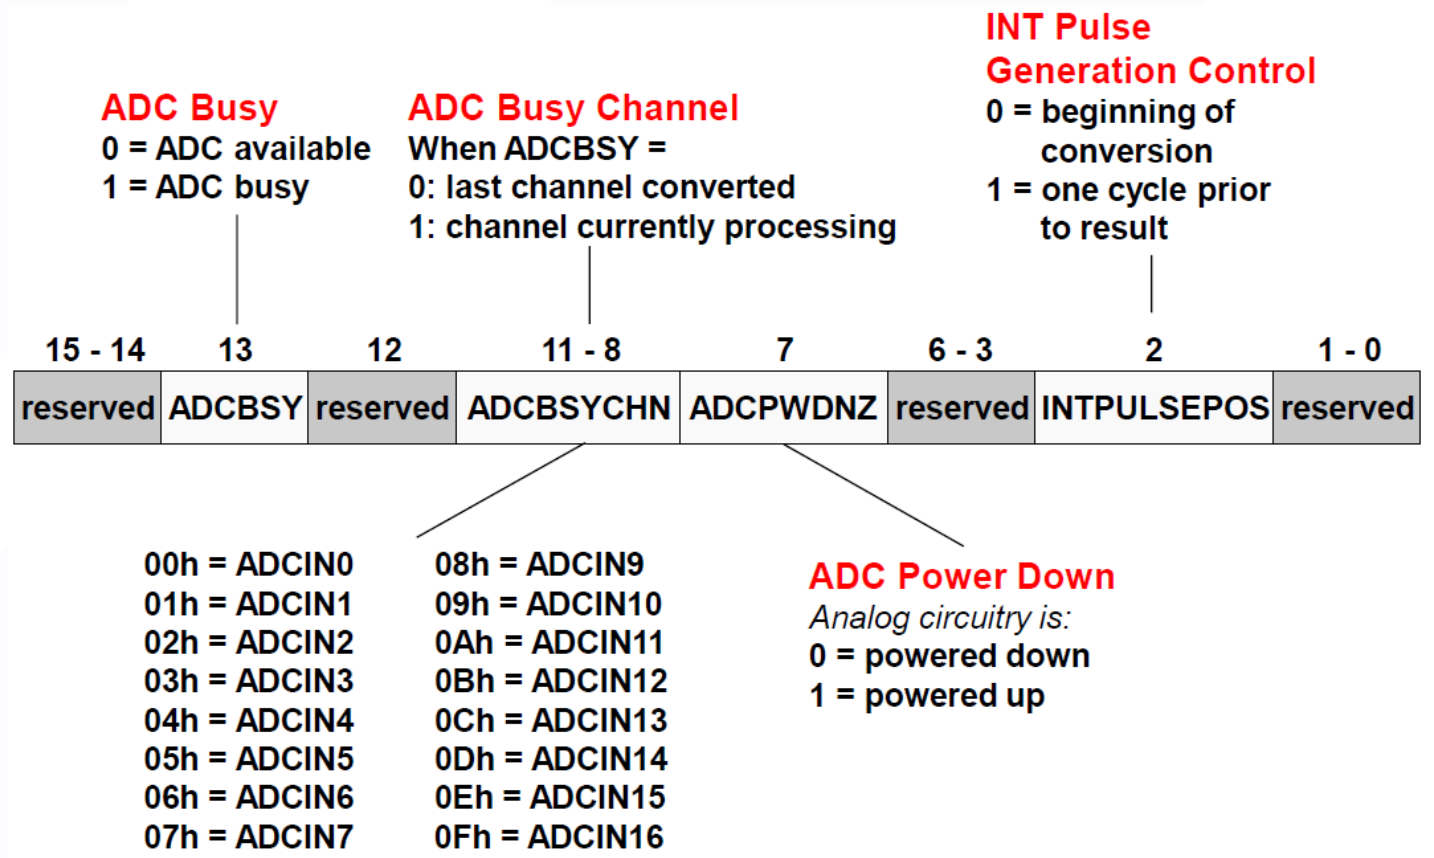 INT Pulse
Generation Control
0 = beginning of
conversion
1 = one cycle prior
to result
ADC Busy
0 = ADC available
1 = ADC busy
ADC Busy Channel
When ADCBSY =
0: last channel converted
1: channel currently processing
15 - 14 13 12 11 - 8 7 6 - 3 2 1 - 0
reserved ADCBSY reserved ADCBSYCHN ADCPWDNZ reserved INTPULSEPOS reserved
00h = ADCIN0
01h = ADCIN1
02h = ADCIN2
03h = ADCIN3
04h = ADCIN4
05h = ADCIN5
06h = ADCIN6
07h = ADCIN7
08h = ADCIN9
09h = ADCIN10
0Ah = ADCIN11
0Bh = ADCIN12
0Ch = ADCIN13
0Dh = ADCIN14
0Eh = ADCIN15
0Fh = ADCIN16
ADC Power Down
Analog circuitry is:
0 = powered down
1 = powered up